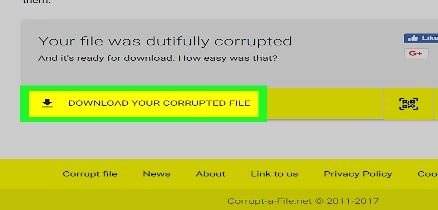 them.
Your file was dutifully corrupted
And it's ready for download. How easy was that?
Like
G+
DOWNLOAD YOUR CORRUPTED FILE
Corrupt file News About Link to us Privacy Policy Coo
Corrupt-a-File.net © 2011-2017